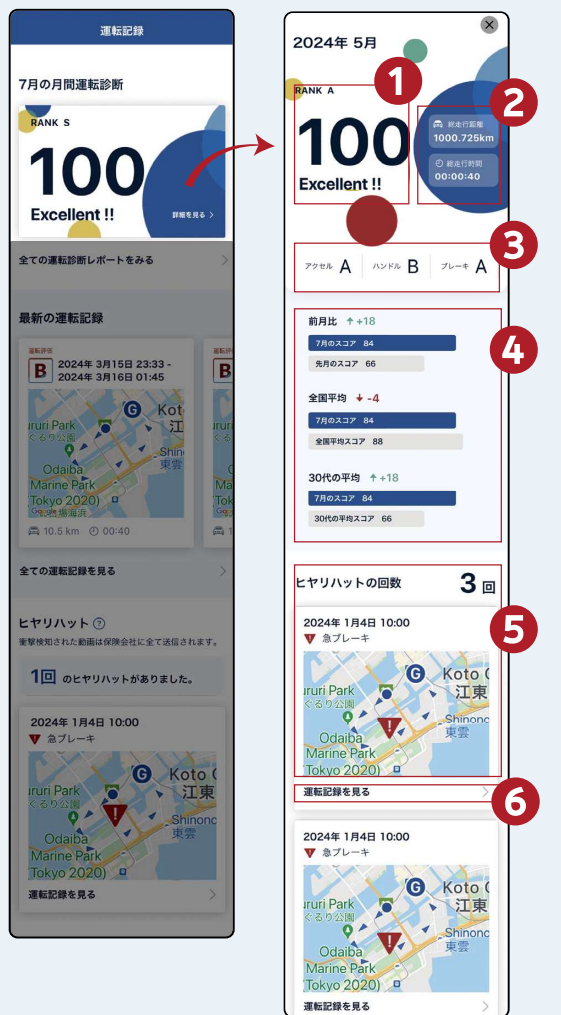 運転記録
7月の月間運転診断
RANK S
100
Excellent !!
詳細を見る >
全ての運転診断レポートをみる
最新の運転記録
運転評価
B
2024年 3月15日 23:33 -
2024年 3月16日 01:45
ururi Park
ぐるり公園
G
Koto
江
Shin
東雲
Odaiba
Marine Park
(Tokyo 2020)
10.5 km
00:40
全ての運転記録を見る
ヒヤリハット ?
衝撃検知された動画は保険会社に全て送信されます。
1回 のヒヤリハットがありました。
2024年 1月4日 10:00
急ブレーキ
ururi Park
ぐるり公園
G
Koto
江東
Shinono
東雲
Odaiba
Marine Park
(Tokyo 2020)
運転記録を見る
2024年 5月
1
RANK A
100
Excellent !!
2
総走行距離
1000.725km
総走行時間
00:00:40
3
アクセル A
ハンドル B
ブレーキ A
4
前月比 ↑ +18
7月のスコア 84
先月のスコア 66
全国平均 ↓ -4
7月のスコア 84
全国平均スコア 88
30代の平均 ↑ +18
7月のスコア 84
30代の平均スコア 66
ヒヤリハットの回数 3 回
5
2024年 1月4日 10:00
急ブレーキ
ururi Park
ぐるり公園
G
Koto
江東
Shinono
東雲
Odaiba
Marine Park
(Tokyo 2020)
運転記録を見る
6
2024年 1月4日 10:00
急ブレーキ
ururi Park
ぐるり公園
G
Koto
江東
Shinono
東雲
Odaiba
Marine Park
(Tokyo 2020)
運転記録を見る